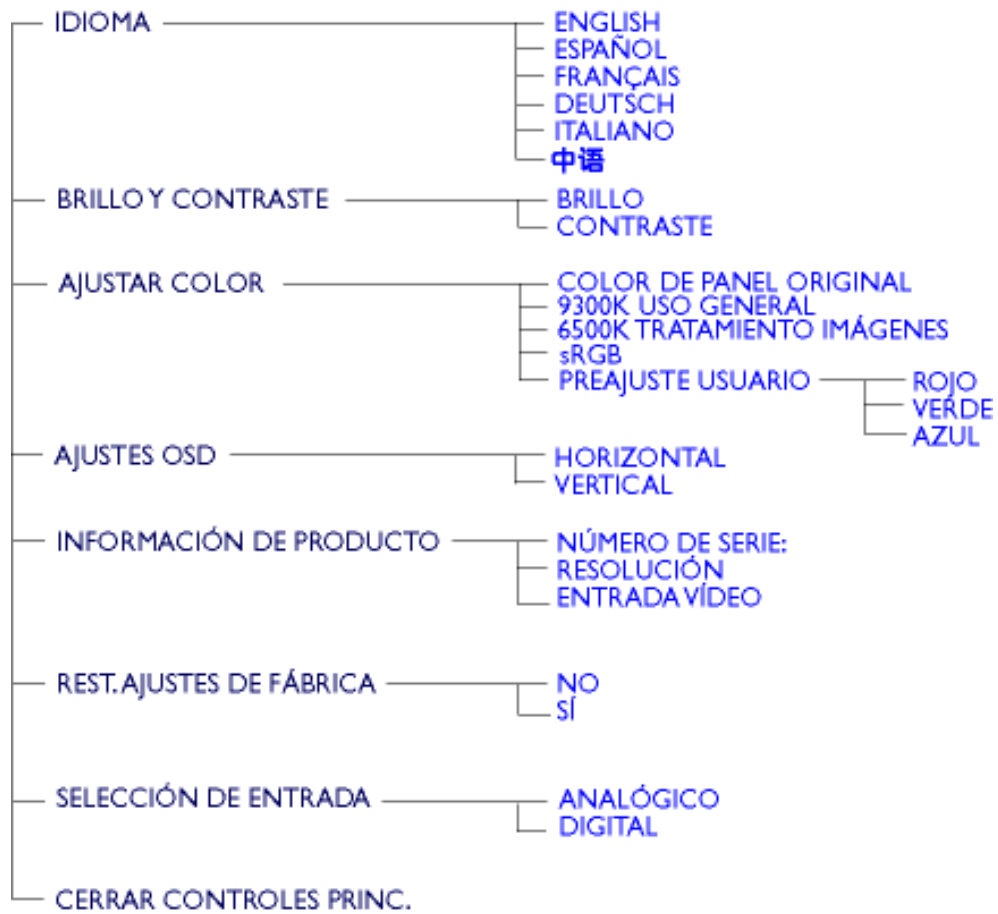 IDIOMA
ENGLISH
ESPAÑOL
FRANÇAIS
DEUTSCH
ITALIANO
中语
BRILLO Y CONTRASTE
BRILLO
CONTRASTE
AJUSTAR COLOR
COLOR DE PANEL ORIGINAL
9300K USO GENERAL
6500K TRATAMIENTO IMÁGENES
sRGB
PREAJUSTE USUARIO
ROJO
VERDE
AZUL
AJUSTES OSD
HORIZONTAL
VERTICAL
INFORMACIÓN DE PRODUCTO
NÚMERO DE SERIE:
RESOLUCIÓN
ENTRADA VÍDEO
REST. AJUSTES DE FÁBRICA
NO
SÍ
SELECCIÓN DE ENTRADA
ANALÓGICO
DIGITAL
CERRAR CONTROLES PRINC.